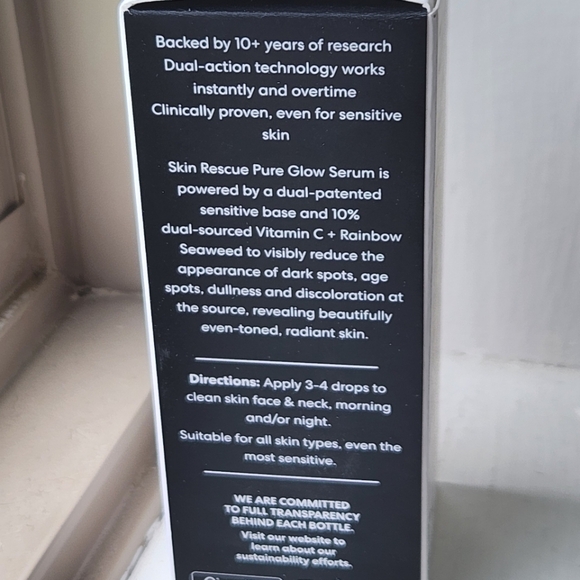 Backed by 10+ years of research
Dual-action technology works
instantly and overtime
Clinically proven, even for sensitive
skin
Skin Rescue Pure Glow Serum is
powered by a dual-patented
sensitive base and 10%
dual-sourced Vitamin C + Rainbow
Seaweed to visibly reduce the
appearance of dark spots, age
spots, dullness and discoloration at
the source, revealing beautifully
even-toned, radiant skin.
Directions: Apply 3-4 drops to
clean skin face & neck, morning
and/or night.
Suitable for all skin types, even the
most sensitive.
WE ARE COMMITTED
TO FULL TRANSPARENCY
BEHIND EACH BOTTLE.
Visit our website to
learn about our
sustainability efforts.